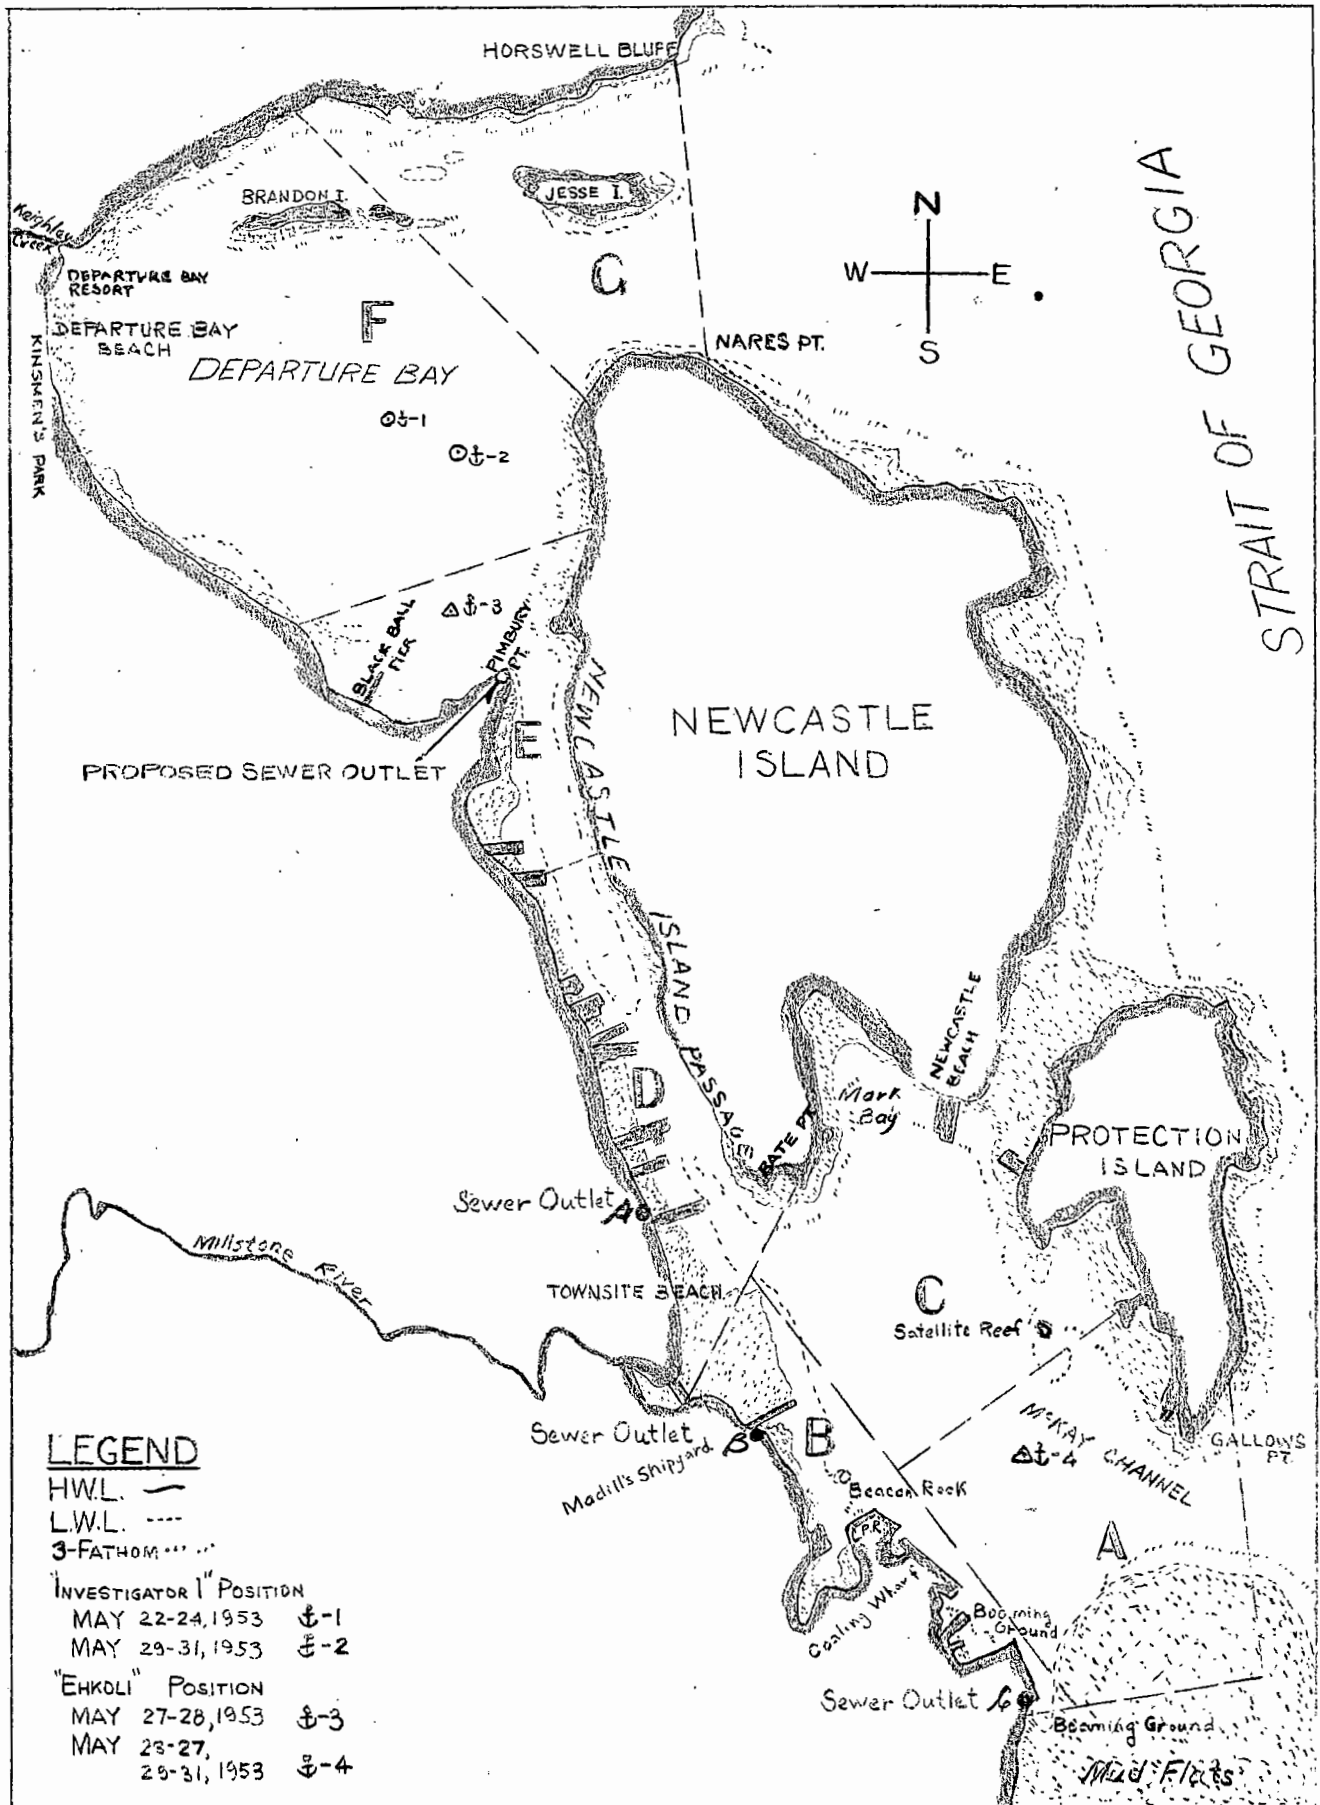 HORSWELL BLUFF
BRANDON I.
JESSE I.
Keighley
Creek
DEPARTURE BAY
RESORT
DEPARTURE BAY
BEACH
KINSMEN'S PARK
DEPARTURE BAY
F
G
N
W E
S
NARES PT.
STRAIT OF GEORGIA
-1
-2
-3
BLACK BALL
PIER
PIMBURY
PT.
E
PROPOSED SEWER OUTLET
NEWCASTLE
ISLAND
NEWCASTLE ISLAND PASSAGE
D
BATE PT.
Mark
Bay
NEWCASTLE
BEACH
PROTECTION
ISLAND
Sewer Outlet A
Millstone River
TOWNSITE BEACH
C
Satellite Reef
Sewer Outlet B
Madill's Shipyard
B
McKAY CHANNEL
-4
GALLOWS
PT.
Beacon Rock
C.P.R.
Coaling Wharf
A
Booming
Ground
Sewer Outlet C
Booming Ground
Mud Flats
LEGEND
H.W.L.
L.W.L. ----
3-FATHOM ... ..
"INVESTIGATOR I" POSITION
MAY 22-24, 1953 -1
MAY 29-31, 1953 -2
"EHKOLI" POSITION
MAY 27-28, 1953 -3
MAY 23-27,
29-31, 1953 -4